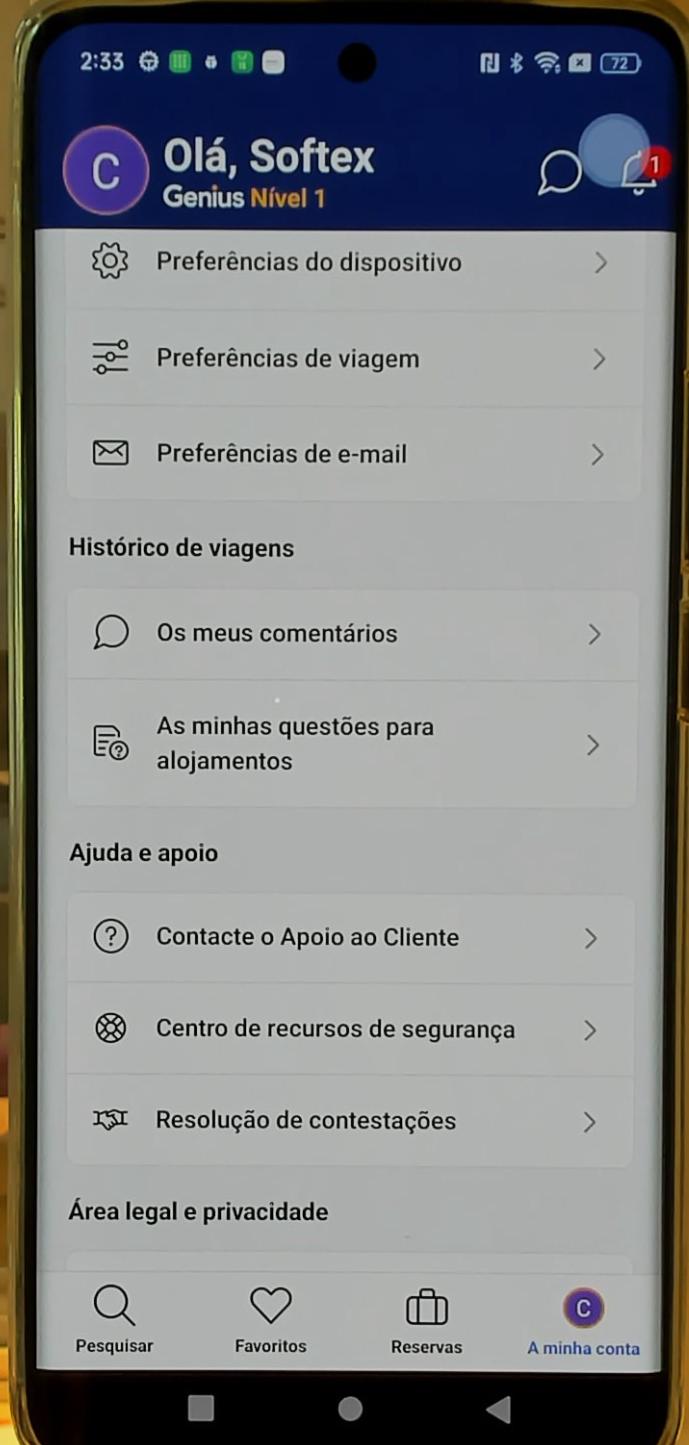 2:33
72
C
Olá, Softex
Genius Nível 1
1
Preferências do dispositivo
Preferências de viagem
Preferências de e-mail
Histórico de viagens
Os meus comentários
As minhas questões para
alojamentos
Ajuda e apoio
Contacte o Apoio ao Cliente
Centro de recursos de segurança
Resolução de contestações
Área legal e privacidade
C
Pesquisar
Favoritos
Reservas
A minha conta